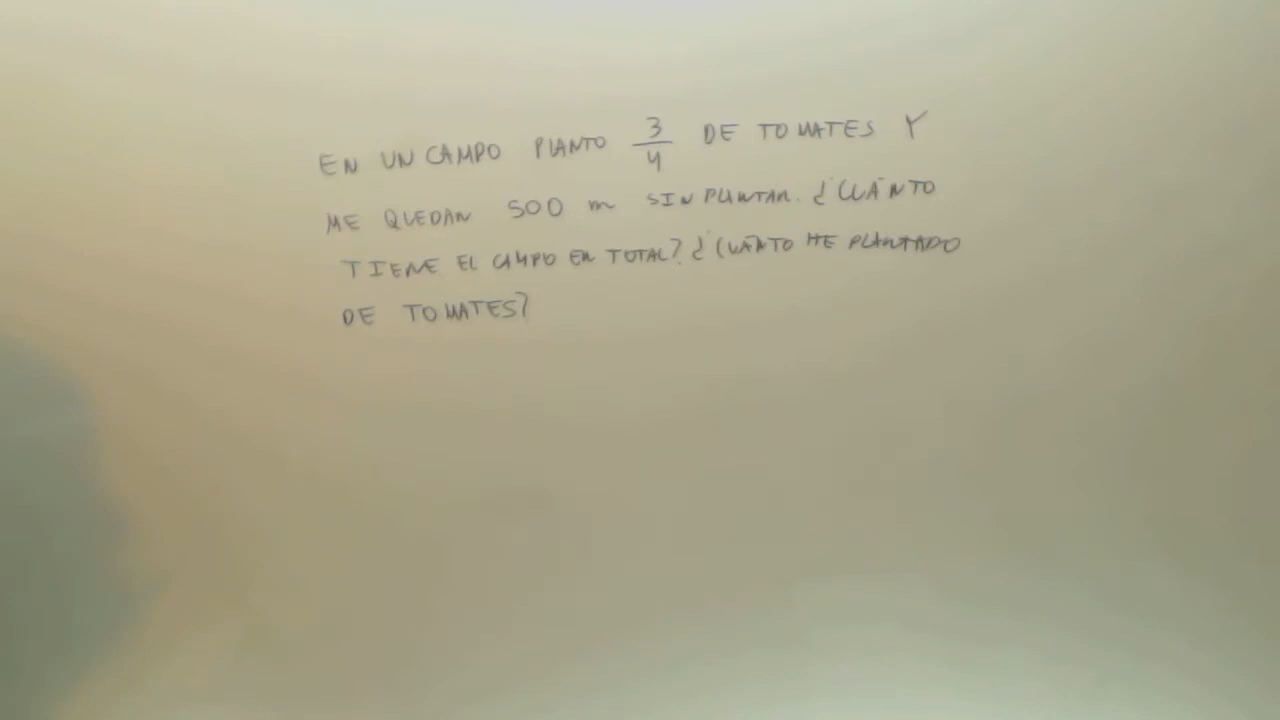 EN UN CAMPO PLANTO 3/4 DE TOMATES Y
ME QUEDAN 500 m SIN PLANTAR. ¿CUÁNTO
TIENE EL CAMPO EN TOTAL? ¿CUÁNTO HE PLANTADO
DE TOMATES?